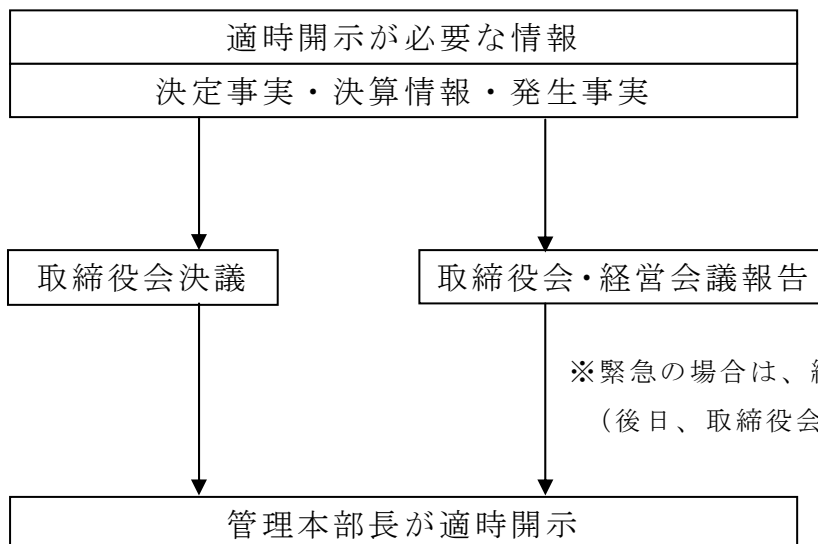 適時開示が必要な情報
決定事実・決算情報・発生事実
取締役会決議
取締役会・経営会議報告
※緊急の場合は、
（後日、取締役会
管理本部長が適時開示